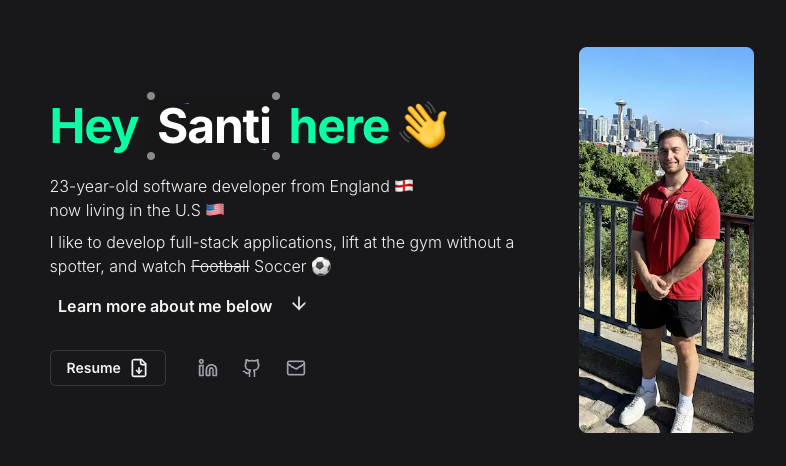 Hey Santi here 👋
23-year-old software developer from England 🏴󠁧󠁢󠁥󠁮󠁧󠁿
now living in the U.S 🇺🇸
I like to develop full-stack applications, lift at the gym without a
spotter, and watch Football Soccer ⚽
Learn more about me below ↓
Resume